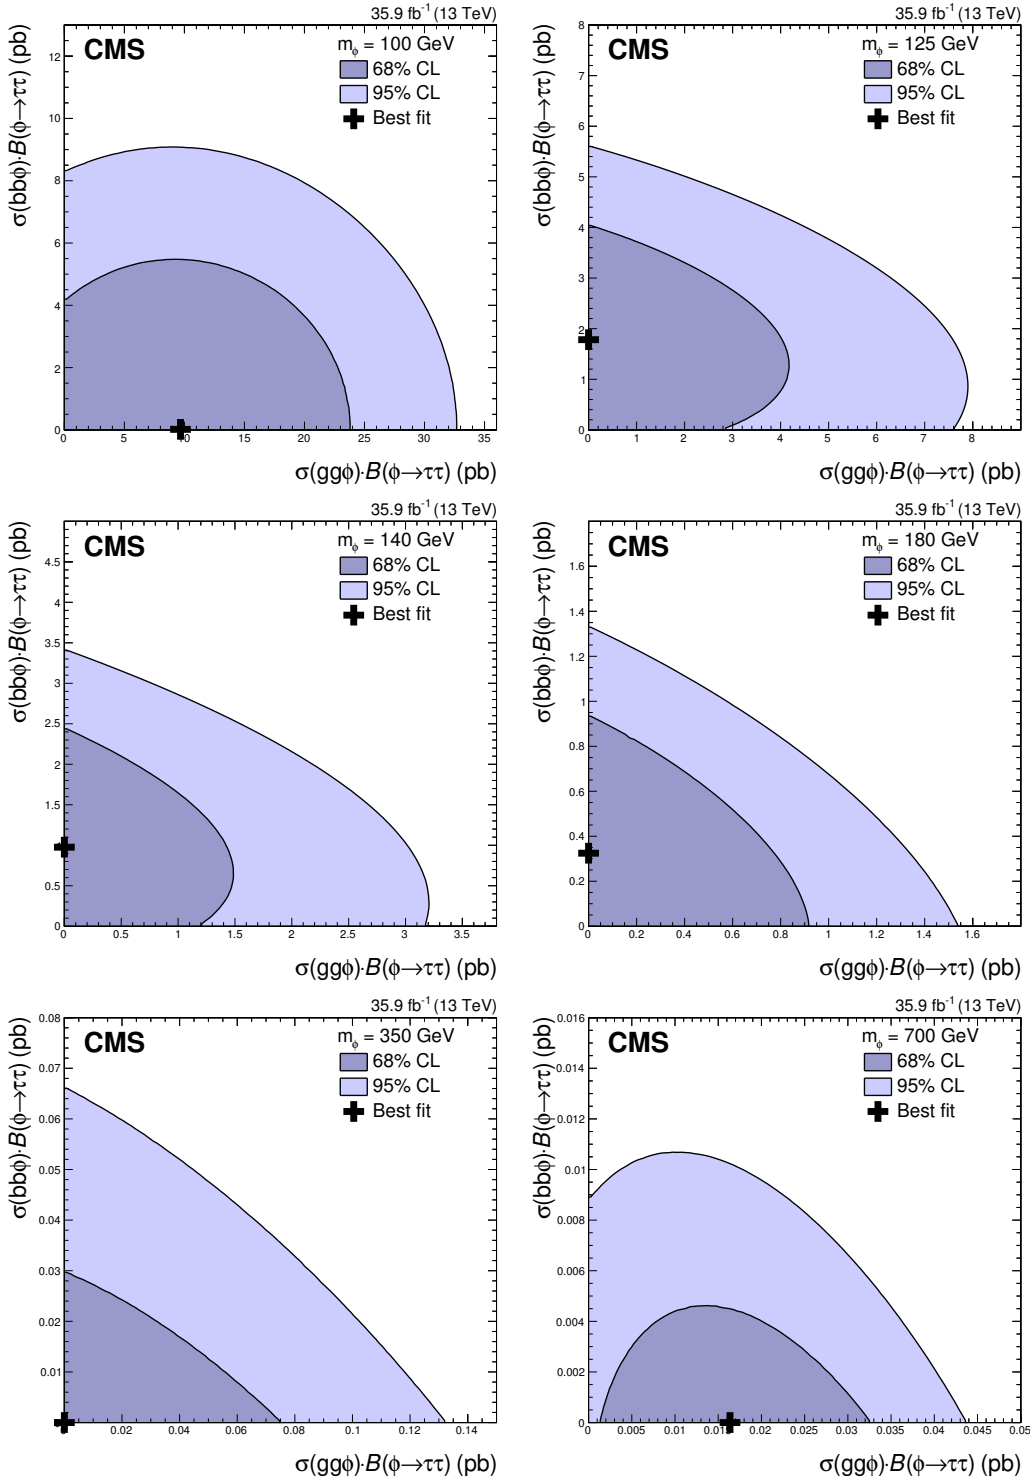 35.9 fb⁻¹ (13 TeV)
CMS
m_ϕ = 100 GeV
68% CL
95% CL
Best fit
σ(bbϕ)·B(ϕ→ττ) (pb)
12
10
8
6
4
2
0
0 5 10 15 20 25 30 35
σ(ggϕ)·B(ϕ→ττ) (pb)
35.9 fb⁻¹ (13 TeV)
CMS
m_ϕ = 125 GeV
68% CL
95% CL
Best fit
σ(bbϕ)·B(ϕ→ττ) (pb)
8
7
6
5
4
3
2
1
0
0 1 2 3 4 5 6 7 8
σ(ggϕ)·B(ϕ→ττ) (pb)
35.9 fb⁻¹ (13 TeV)
CMS
m_ϕ = 140 GeV
68% CL
95% CL
Best fit
σ(bbϕ)·B(ϕ→ττ) (pb)
4.5
4
3.5
3
2.5
2
1.5
1
0.5
0
0 0.5 1 1.5 2 2.5 3 3.5
σ(ggϕ)·B(ϕ→ττ) (pb)
35.9 fb⁻¹ (13 TeV)
CMS
m_ϕ = 180 GeV
68% CL
95% CL
Best fit
σ(bbϕ)·B(ϕ→ττ) (pb)
1.6
1.4
1.2
1
0.8
0.6
0.4
0.2
0
0 0.2 0.4 0.6 0.8 1 1.2 1.4 1.6
σ(ggϕ)·B(ϕ→ττ) (pb)
35.9 fb⁻¹ (13 TeV)
CMS
m_ϕ = 350 GeV
68% CL
95% CL
Best fit
σ(bbϕ)·B(ϕ→ττ) (pb)
0.08
0.07
0.06
0.05
0.04
0.03
0.02
0.01
0.02 0.04 0.06 0.08 0.1 0.12 0.14
σ(ggϕ)·B(ϕ→ττ) (pb)
35.9 fb⁻¹ (13 TeV)
CMS
m_ϕ = 700 GeV
68% CL
95% CL
Best fit
σ(bbϕ)·B(ϕ→ττ) (pb)
0.016
0.014
0.012
0.01
0.008
0.006
0.004
0.002
0
0 0.005 0.01 0.015 0.02 0.025 0.03 0.035 0.04 0.045 0.05
σ(ggϕ)·B(ϕ→ττ) (pb)